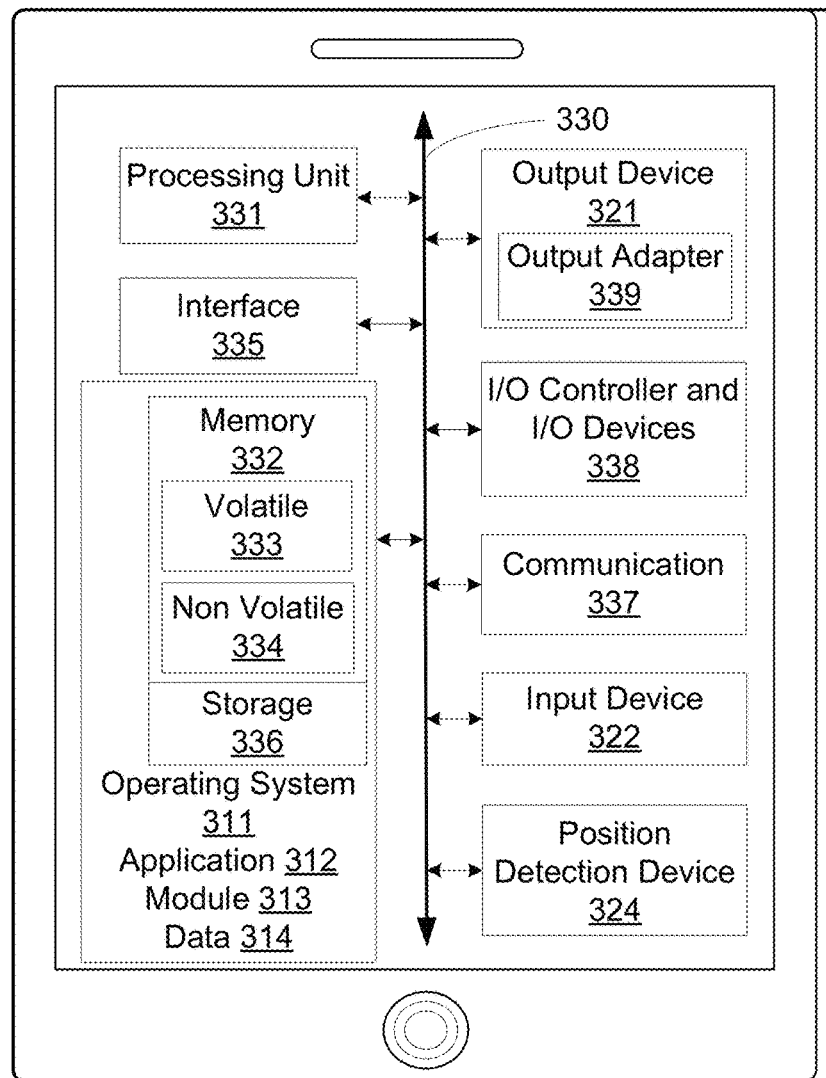 330
Processing Unit
331
Interface
335
Memory
332
Volatile
333
Non Volatile
334
Storage
336
Operating System
311
Application 312
Module 313
Data 314
Output Device
321
Output Adapter
339
I/O Controller and
I/O Devices
338
Communication
337
Input Device
322
Position
Detection Device
324